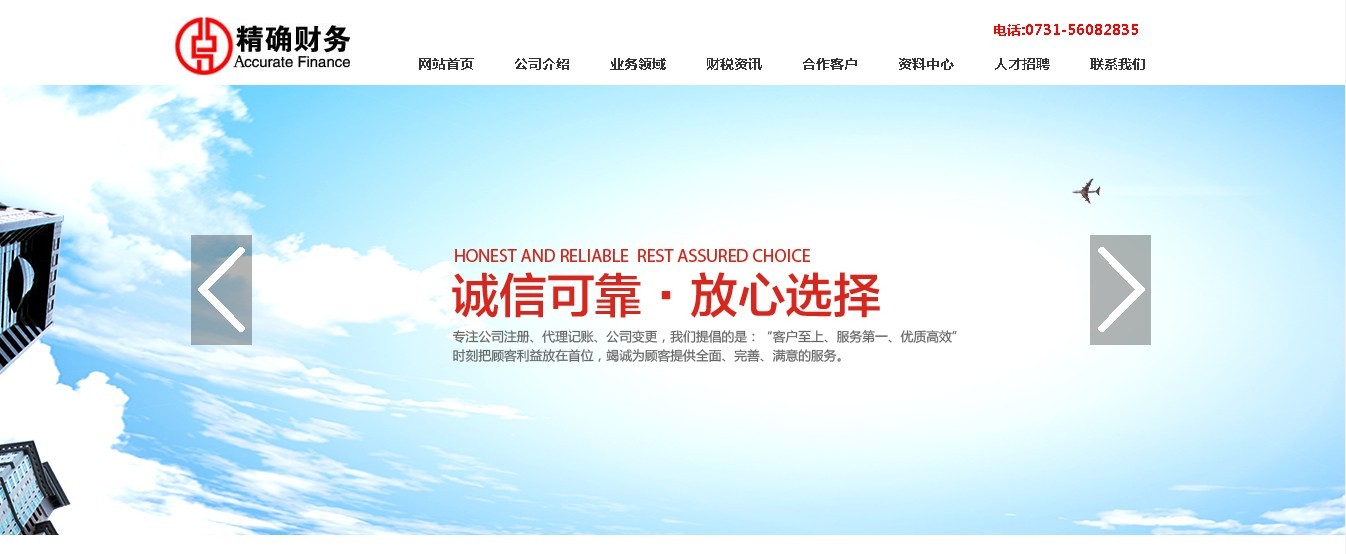 精确财务
Accurate Finance
电话:0731-56082835
网站首页 公司介绍 业务领域 财税资讯 合作客户 资料中心 人才招聘 联系我们
HONEST AND RELIABLE REST ASSURED CHOICE
诚信可靠·放心选择
专注公司注册、代理记账、公司变更，我们提倡的是：“客户至上、服务第一、优质高效”
时刻把顾客利益放在首位，竭诚为顾客提供全面、完善、满意的服务。